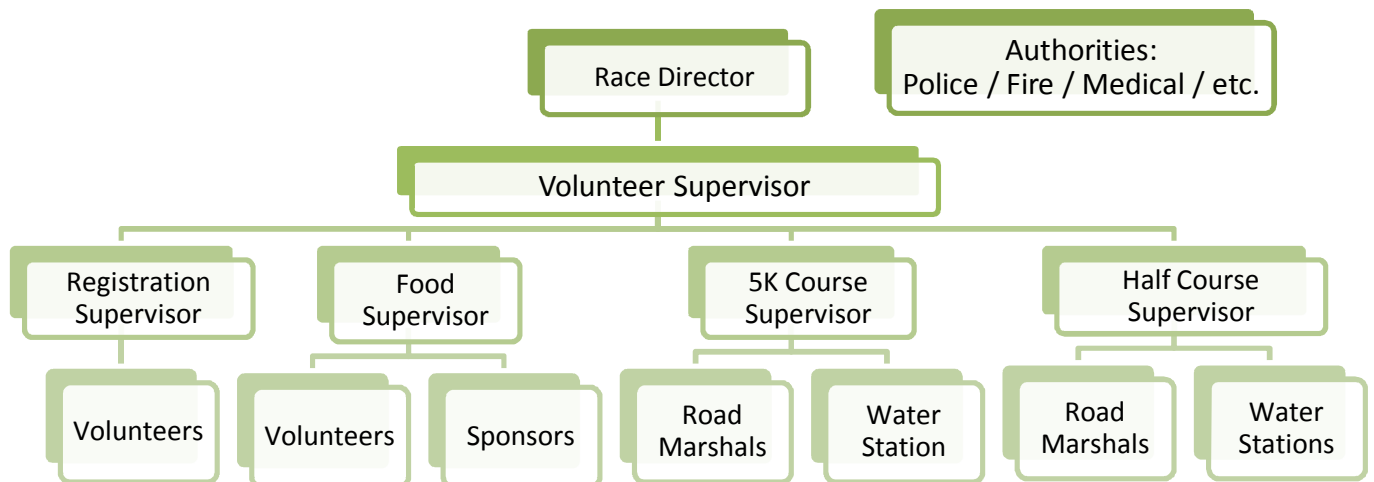 Race Director
Authorities:
Police / Fire / Medical / etc.
Volunteer Supervisor
Registration
Supervisor
Food
Supervisor
5K Course
Supervisor
Half Course
Supervisor
Volunteers
Volunteers
Sponsors
Road
Marshals
Water
Station
Road
Marshals
Water
Stations